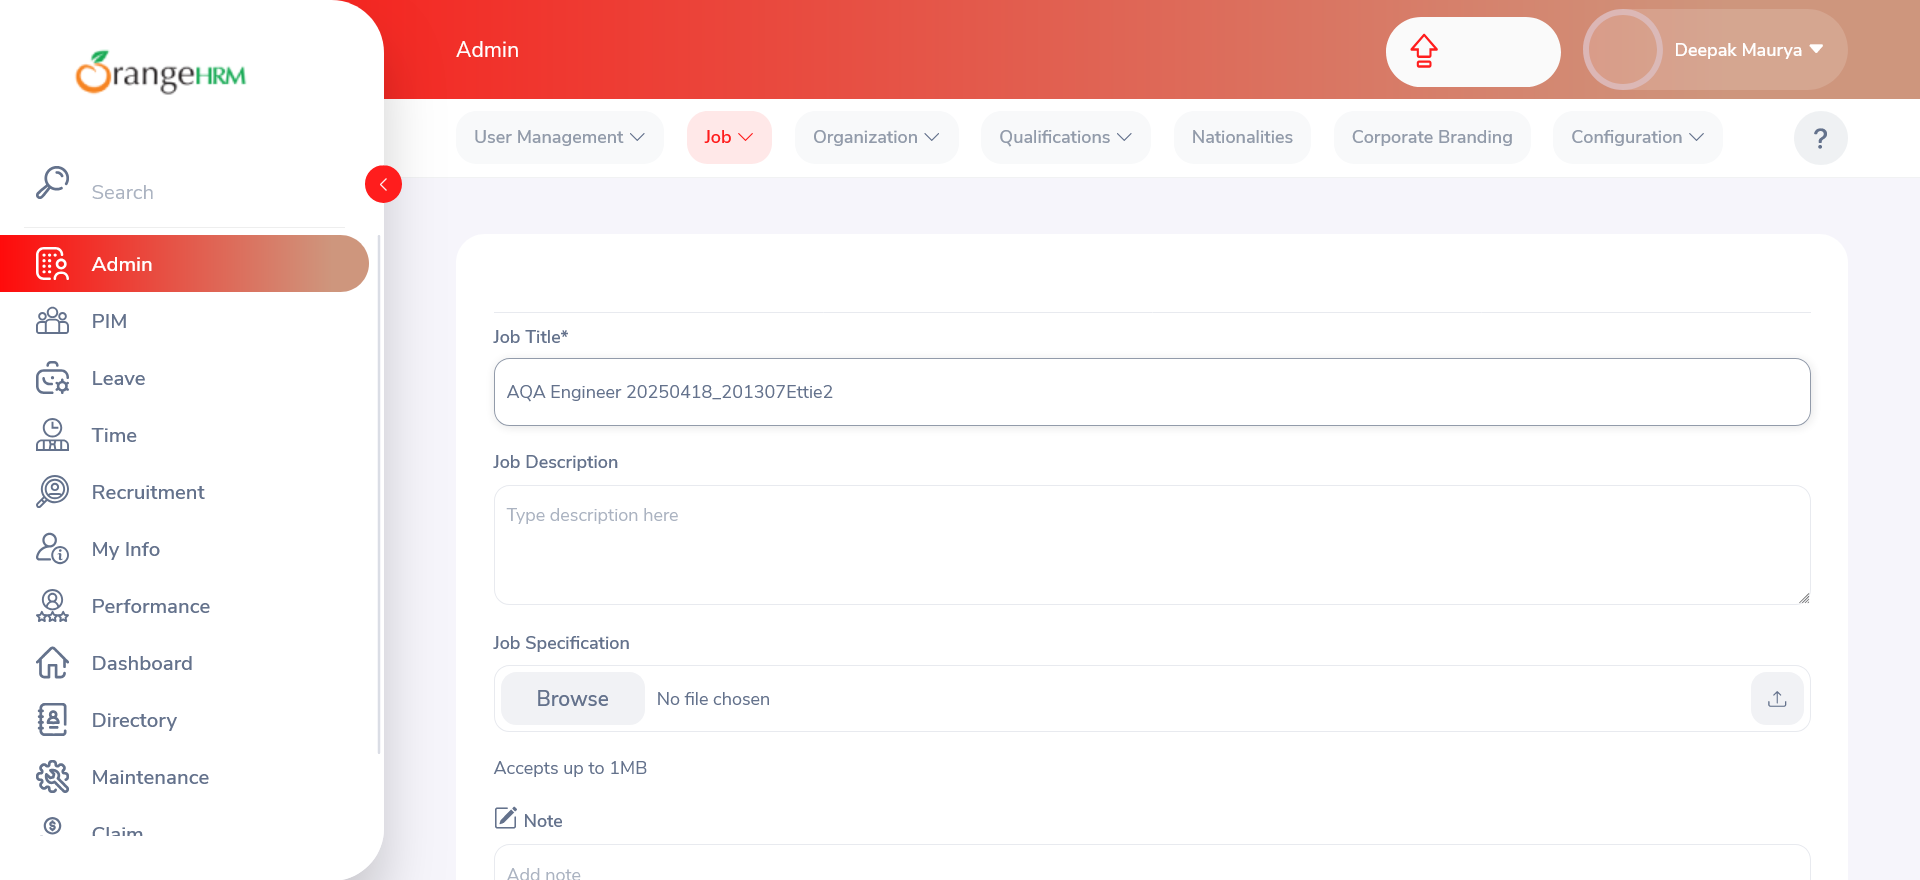 OrangeHRM
Admin
Deepak Maurya
User Management
Job
Organization
Qualifications
Nationalities
Corporate Branding
Configuration
?
Search
Admin
PIM
Leave
Time
Recruitment
My Info
Performance
Dashboard
Directory
Maintenance
Claim
Job Title*
AQA Engineer 20250418_201307Ettie2
Job Description
Type description here
Job Specification
Browse
No file chosen
Accepts up to 1MB
Note
Add note